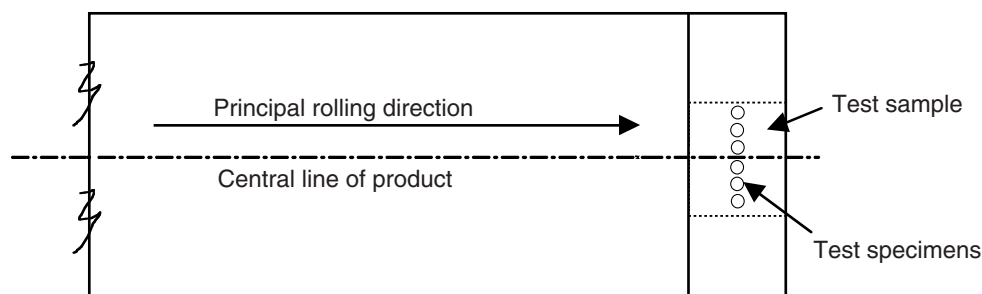 Principal rolling direction
Test sample
Central line of product
Test specimens